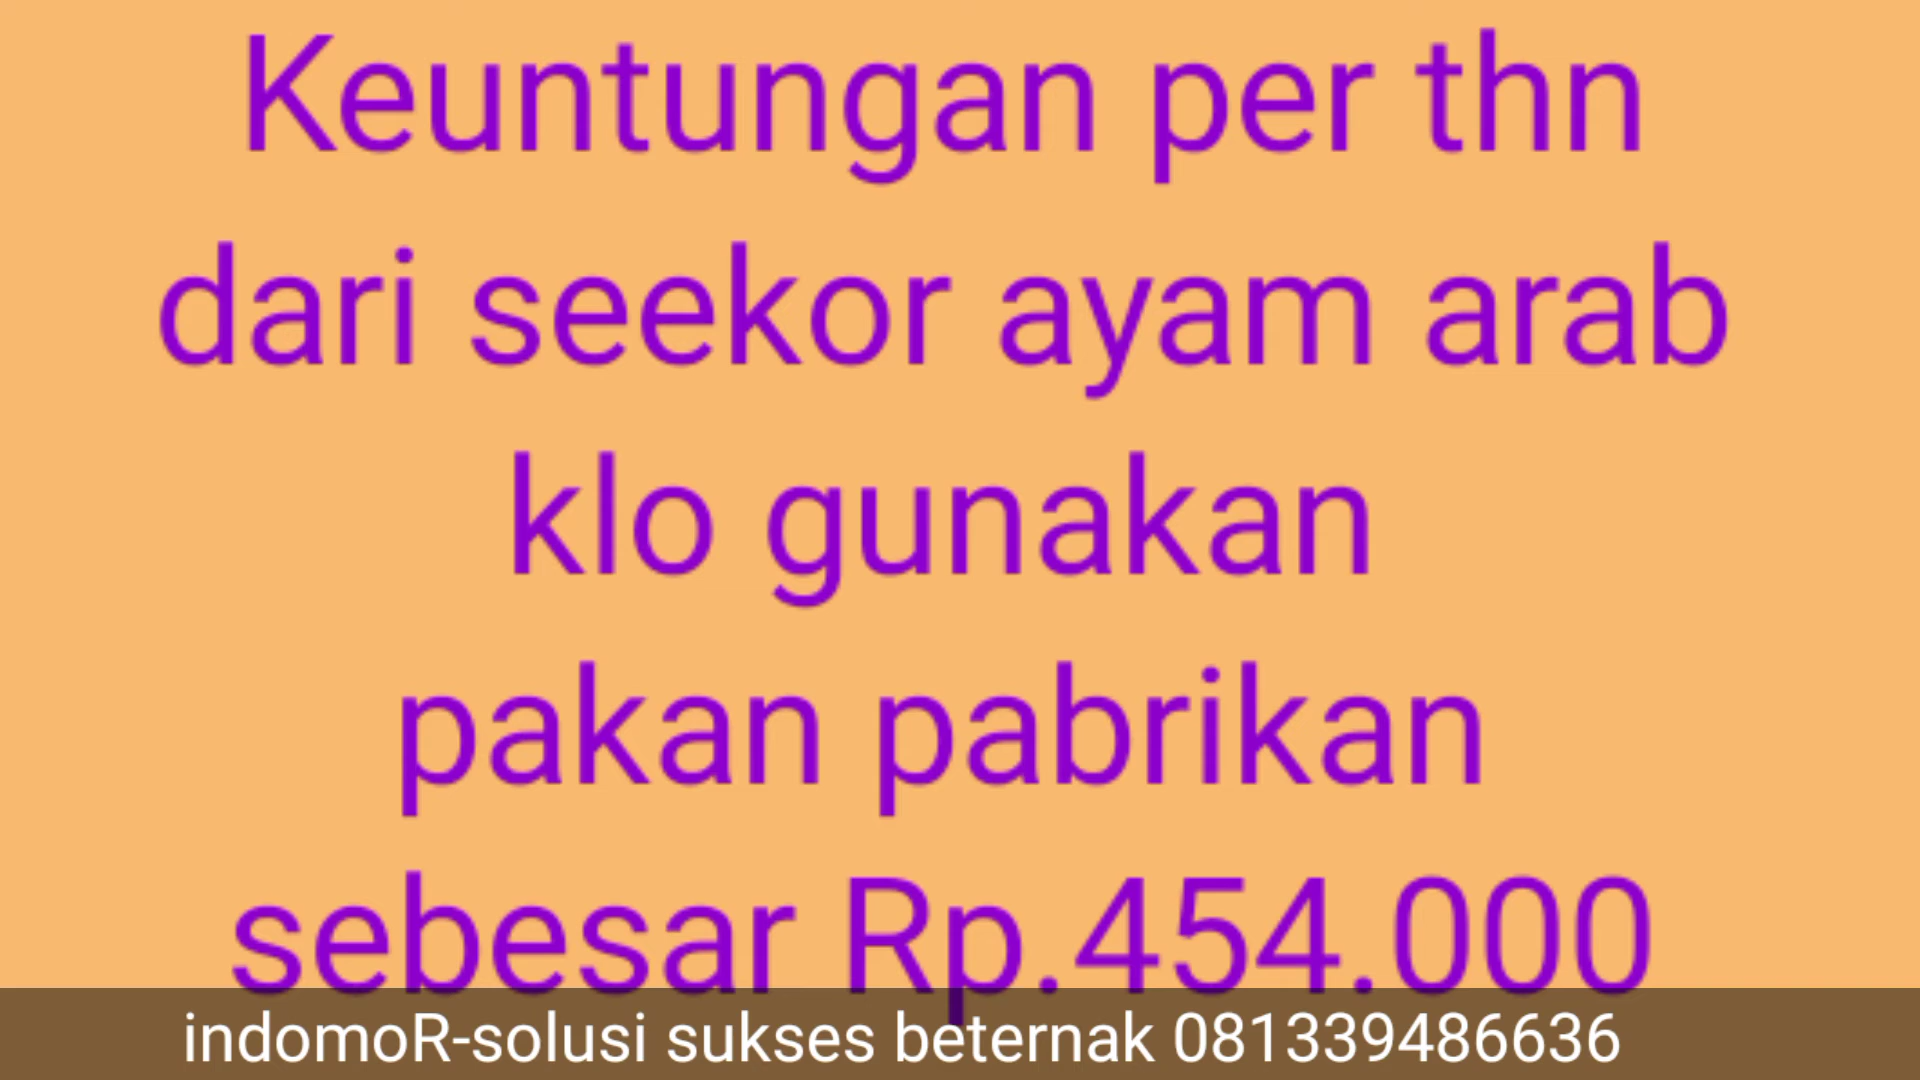 Keuntungan per thn
dari seekor ayam arab
klo gunakan
pakan pabrikan
sebesar Rp.454.000
indomoR-solusi sukses beternak 081339486636